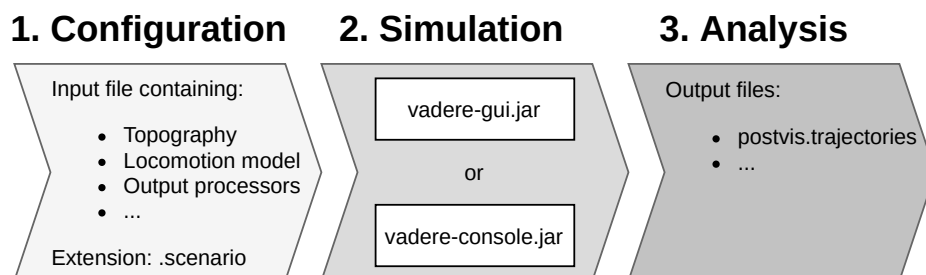 1. Configuration
2. Simulation
3. Analysis
Input file containing:
• Topography
• Locomotion model
• Output processors
• ...
Extension: .scenario
vadere-gui.jar
or
vadere-console.jar
Output files:
• postvis.trajectories
• ...